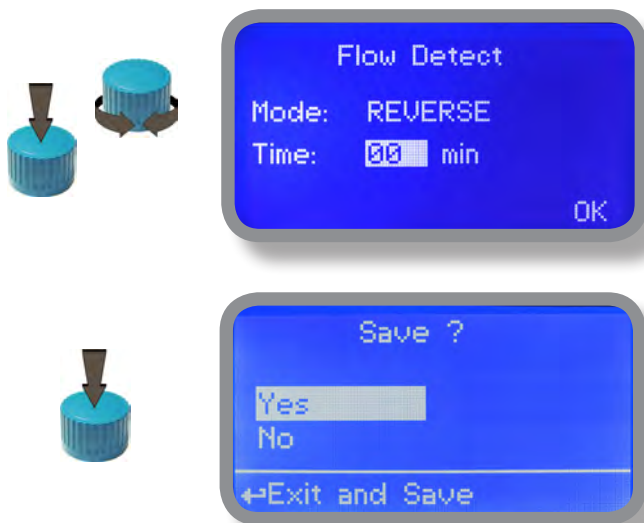 Flow Detect
Mode: REVERSE
Time: 00 min
OK
Save ?
Yes
No
↵Exit and Save